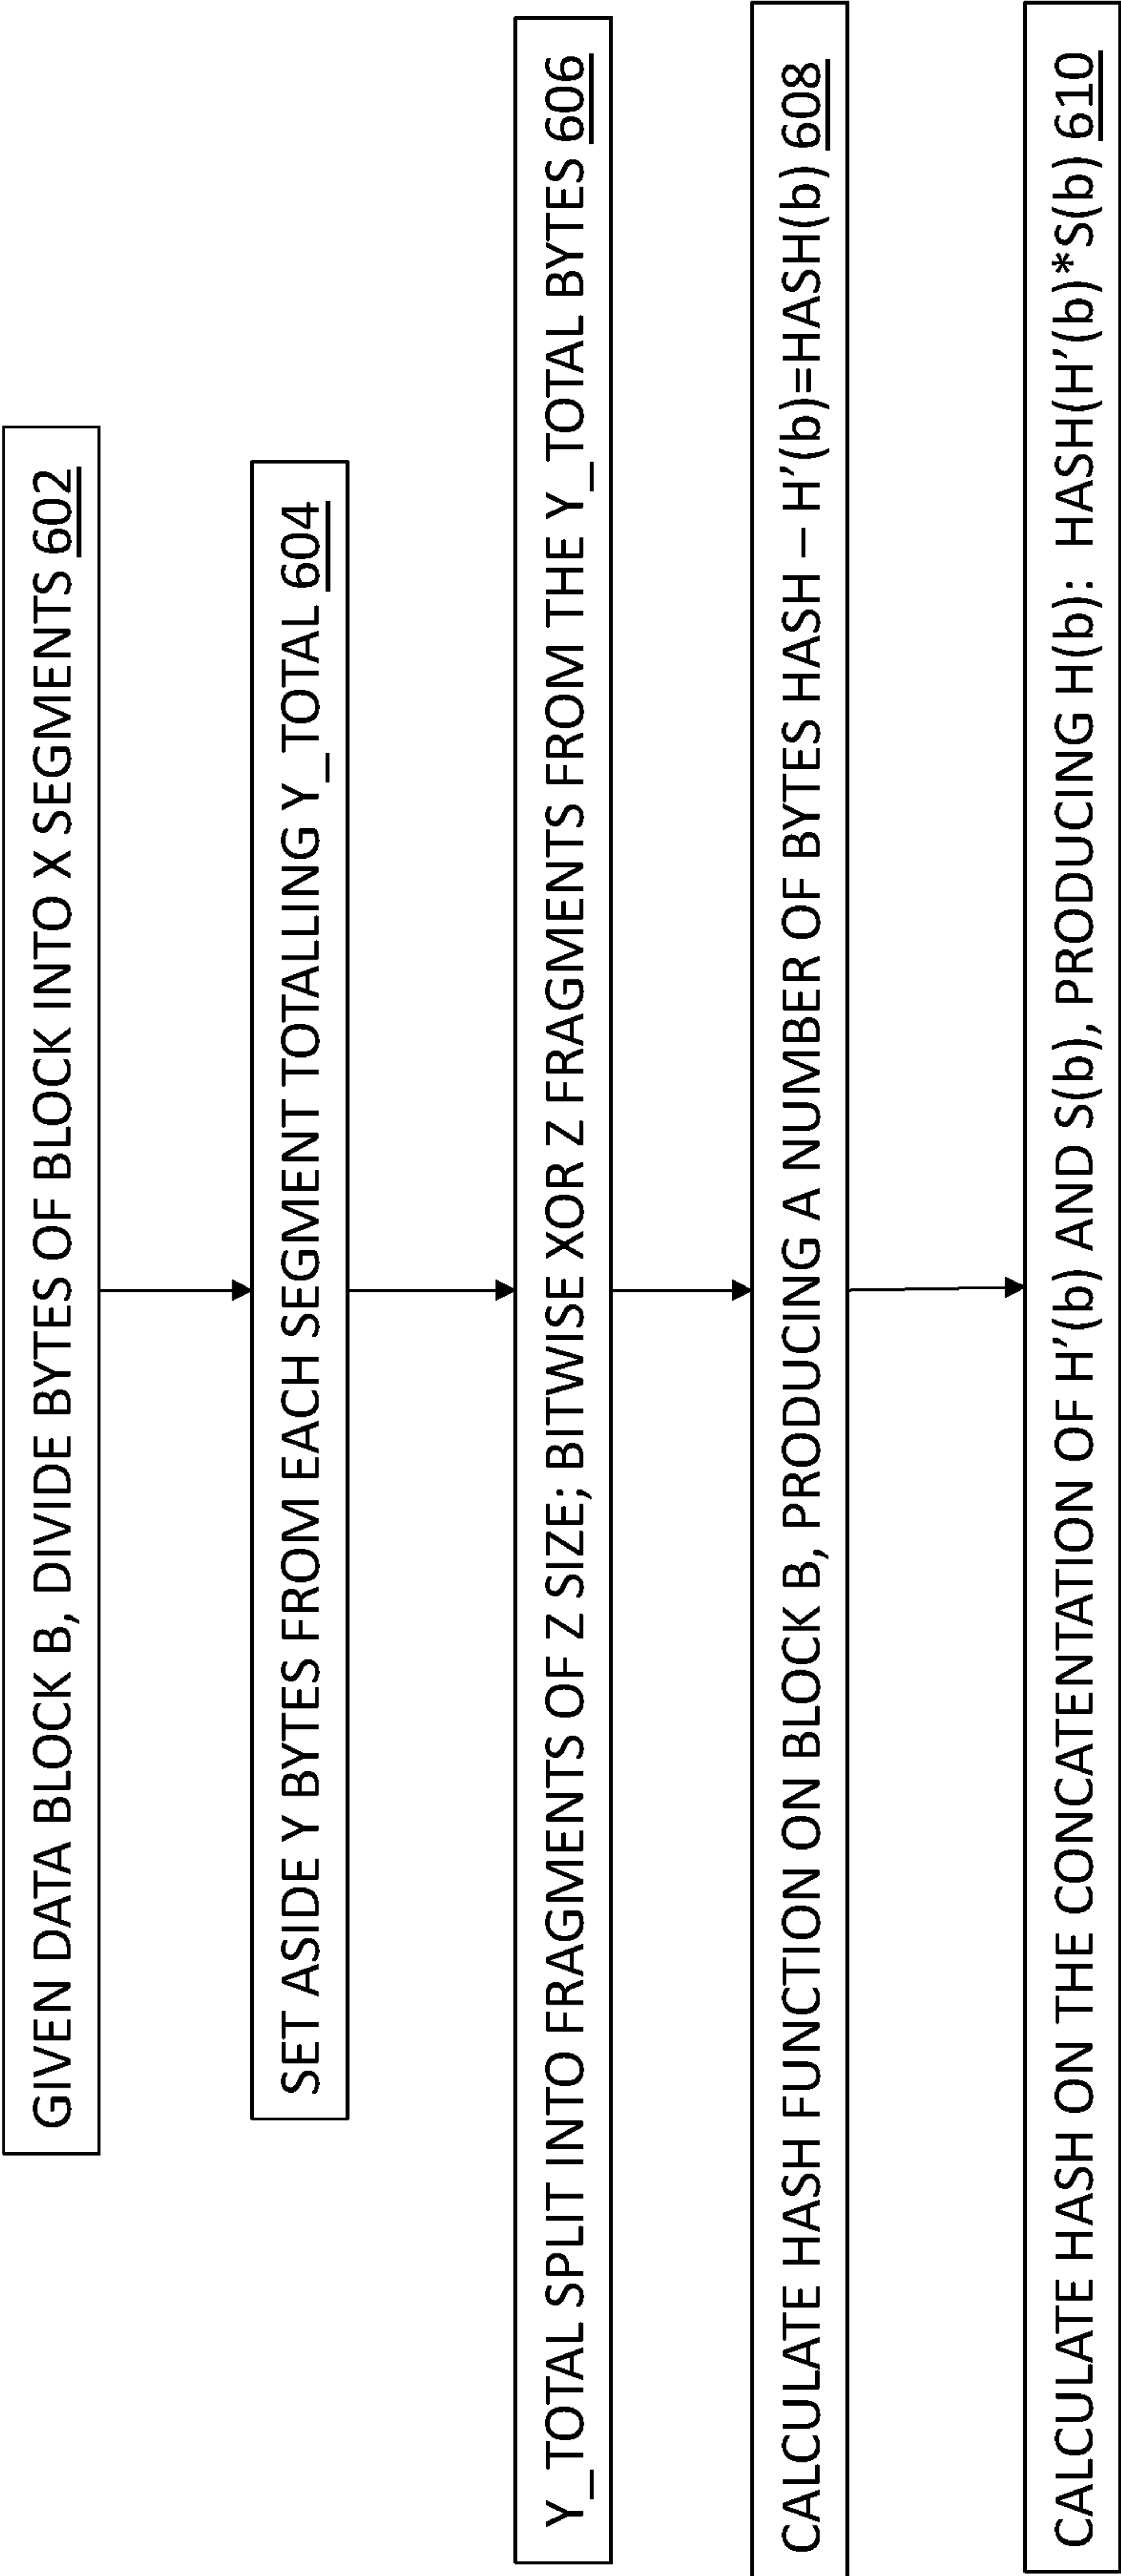 GIVEN DATA BLOCK B, DIVIDE BYTES OF BLOCK INTO X SEGMENTS 602
SET ASIDE Y BYTES FROM EACH SEGMENT TOTALLING Y_TOTAL 604
Y_TOTAL SPLIT INTO FRAGMENTS OF Z SIZE; BITWISE XOR Z FRAGMENTS FROM THE Y_TOTAL BYTES 606
CALCULATE HASH FUNCTION ON BLOCK B, PRODUCING A NUMBER OF BYTES HASH – H’(b)=HASH(b) 608
CALCULATE HASH ON THE CONCATENTATION OF H’(b) AND S(b), PRODUCING H(b): HASH(H’(b)*S(b) 610